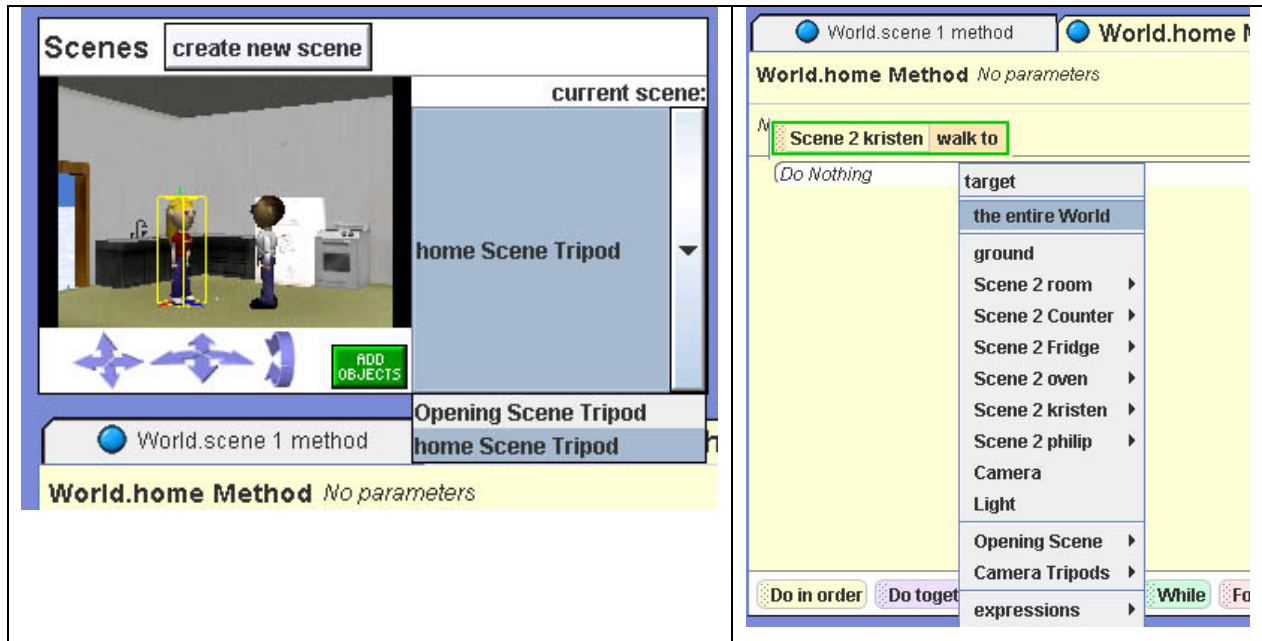 Scenes create new scene
current scene:
home Scene Tripod
ADD
OBJECTS
Opening Scene Tripod
home Scene Tripod
World.scene 1 method
World.home Method No parameters
World.scene 1 method World.home
World.home Method No parameters
Scene 2 kristen walk to
(Do Nothing
target
the entire World
ground
Scene 2 room
Scene 2 Counter
Scene 2 Fridge
Scene 2 oven
Scene 2 kristen
Scene 2 philip
Camera
Light
Opening Scene
Camera Tripods
expressions
Do in order Do toget While Fo